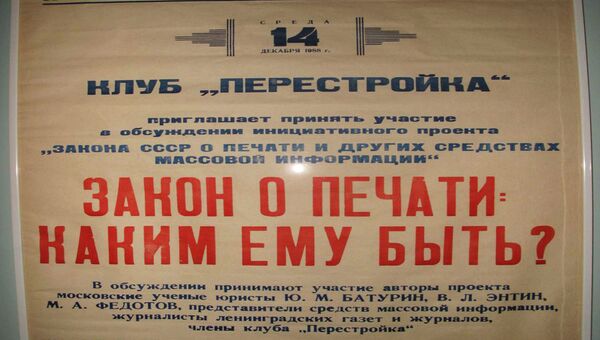 СРЕДА
14
ДЕКАБРЯ 1988 г.
КЛУБ „ПЕРЕСТРОЙКА“
приглашает принять участие
в обсуждении инициативного проекта
„ЗАКОНА СССР О ПЕЧАТИ И ДРУГИХ СРЕДСТВАХ
МАССОВОЙ ИНФОРМАЦИИ“
ЗАКОН О ПЕЧАТИ:
КАКИМ ЕМУ БЫТЬ?
В обсуждении принимают участие авторы проекта
московские ученые юристы Ю. М. БАТУРИН, В. Л. ЭНТИН,
М. А. ФЕДОТОВ, представители средств массовой информации,
журналисты ленинградских газет и журналов,
члены клуба „Перестройка“